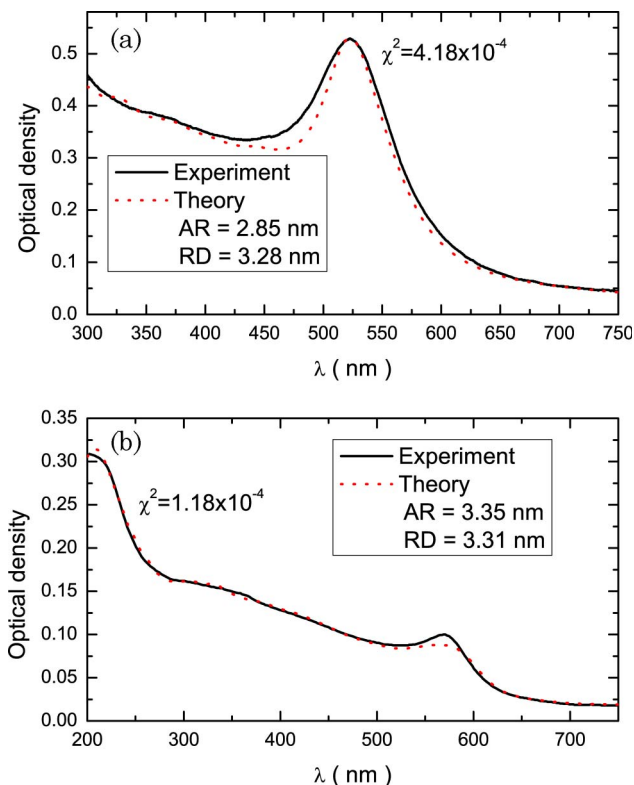 (a)
χ²=4.18x10⁻⁴
Experiment
Theory
AR = 2.85 nm
RD = 3.28 nm
Optical density
0.5
0.4
0.3
0.2
0.1
0.0
300 350 400 450 500 550 600 650 700 750
λ ( nm )
(b)
χ²=1.18x10⁻⁴
Experiment
Theory
AR = 3.35 nm
RD = 3.31 nm
Optical density
0.35
0.30
0.25
0.20
0.15
0.10
0.05
0.00
200 300 400 500 600 700
λ ( nm )